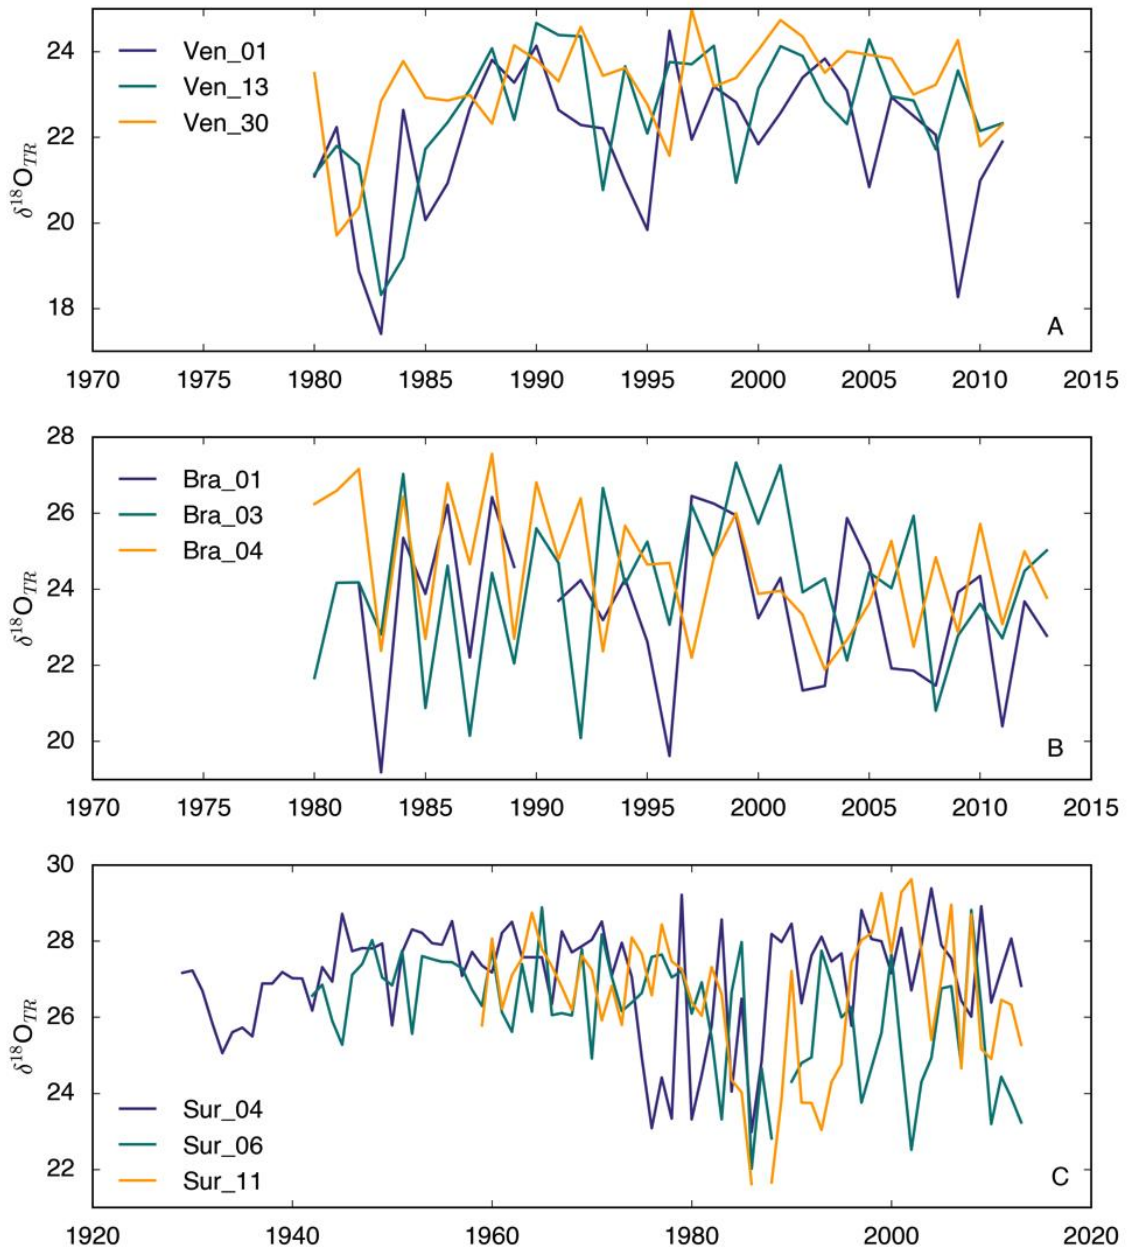 24
22
20
18
δ18OTR
Ven_01
Ven_13
Ven_30
A
1970 1975 1980 1985 1990 1995 2000 2005 2010 2015
28
26
24
22
20
δ18OTR
Bra_01
Bra_03
Bra_04
B
1970 1975 1980 1985 1990 1995 2000 2005 2010 2015
30
28
26
24
22
δ18OTR
Sur_04
Sur_06
Sur_11
C
1920 1940 1960 1980 2000 2020